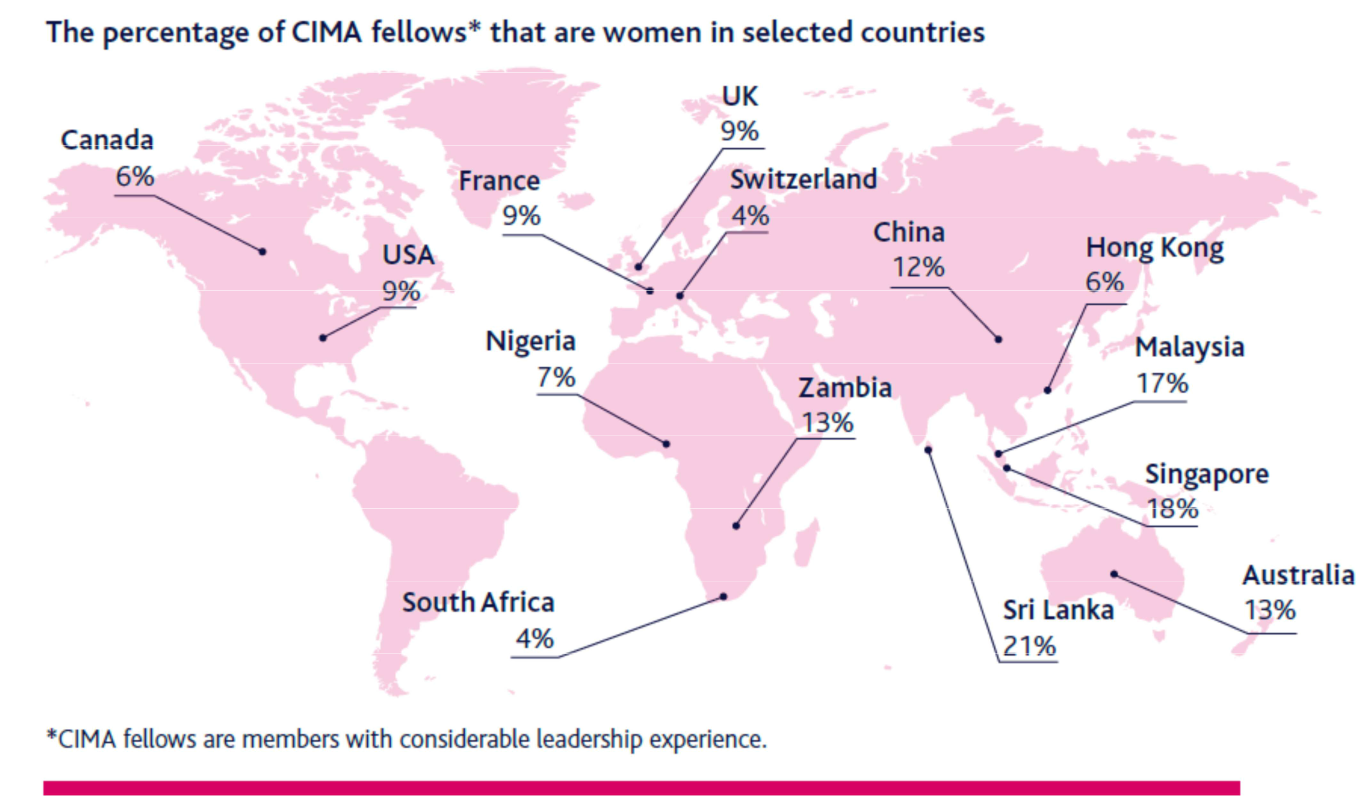 The percentage of CIMA fellows* that are women in selected countries
UK
9%
Canada
6%
France
9%
Switzerland
4%
China
12%
Hong Kong
6%
USA
9%
Nigeria
7%
Malaysia
17%
Zambia
13%
Singapore
18%
Australia
13%
South Africa
4%
Sri Lanka
21%
*CIMA fellows are members with considerable leadership experience.